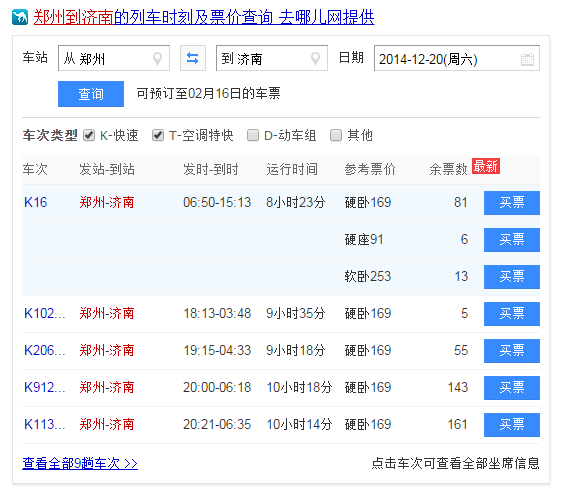 郑州到济南的列车时刻及票价查询 去哪儿网提供
车站 从 郑州 到 济南 日期 2014-12-20(周六)
查询 可预订至02月16日的车票
车次类型 K-快速 T-空调特快 D-动车组 其他
车次 发站-到站 发时-到时 运行时间 参考票价 余票数 最新
K16 郑州-济南 06:50-15:13 8小时23分 硬卧169 81 买票
硬座91 6 买票
软卧253 13 买票
K102... 郑州-济南 18:13-03:48 9小时35分 硬卧169 5 买票
K206... 郑州-济南 19:15-04:33 9小时18分 硬卧169 55 买票
K912... 郑州-济南 20:00-06:18 10小时18分 硬卧169 143 买票
K113... 郑州-济南 20:21-06:35 10小时14分 硬卧169 161 买票
查看全部9趟车次 >> 点击车次可查看全部坐席信息